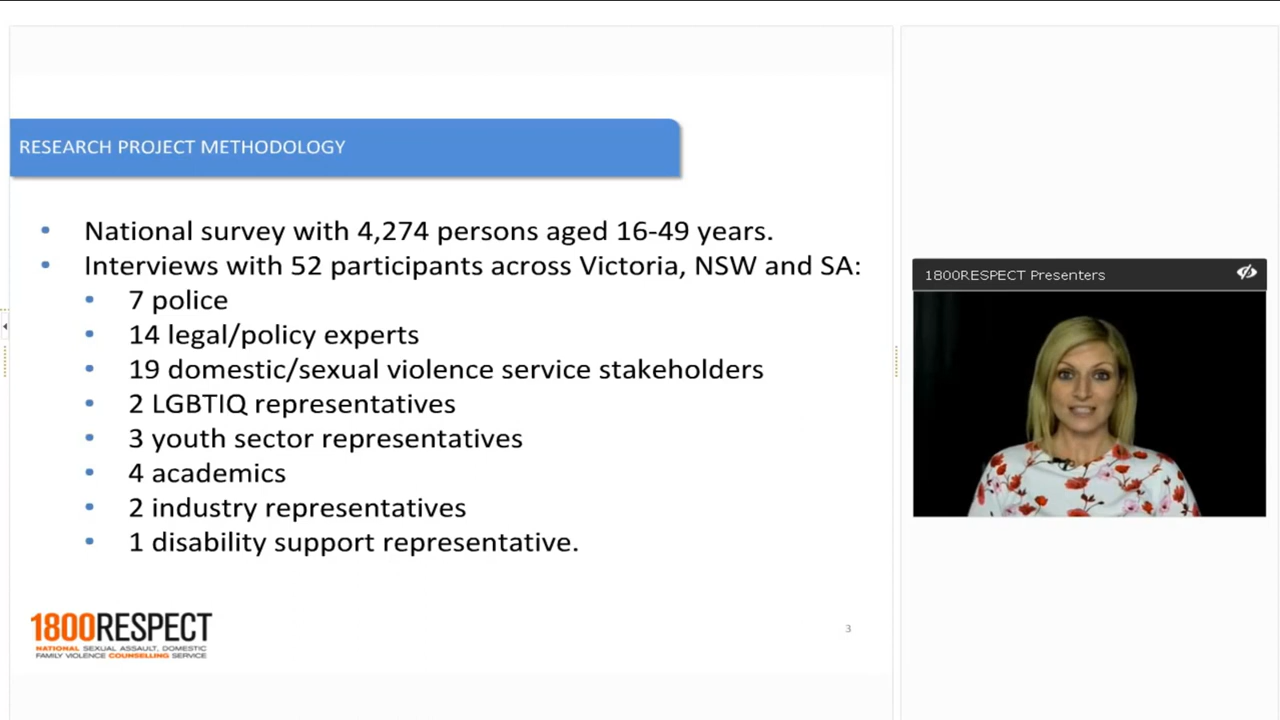 RESEARCH PROJECT METHODOLOGY
• National survey with 4,274 persons aged 16-49 years.
• Interviews with 52 participants across Victoria, NSW and SA:
• 7 police
• 14 legal/policy experts
• 19 domestic/sexual violence service stakeholders
• 2 LGBTIQ representatives
• 3 youth sector representatives
• 4 academics
• 2 industry representatives
• 1 disability support representative.
1800RESPECT
NATIONAL SEXUAL ASSAULT, DOMESTIC
FAMILY VIOLENCE COUNSELLING SERVICE
3
1800RESPECT Presenters